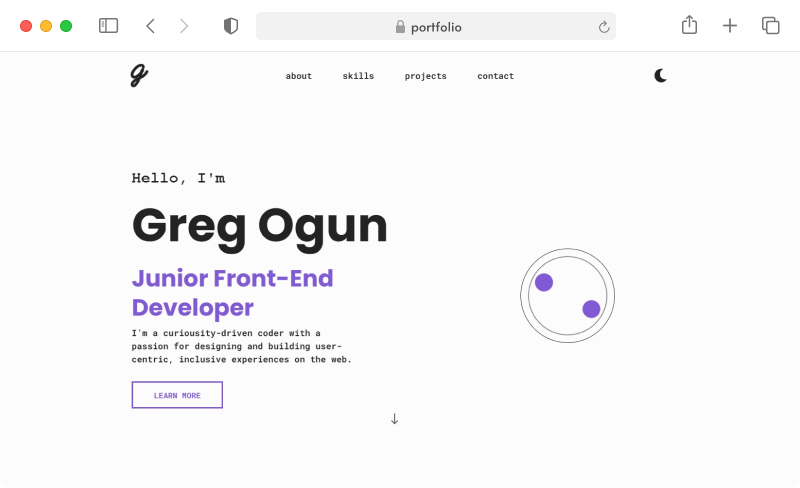 portfolio
g
about skills projects contact
Hello, I'm
Greg Ogun
Junior Front-End
Developer
I'm a curiousity-driven coder with a
passion for designing and building user-
centric, inclusive experiences on the web.
LEARN MORE